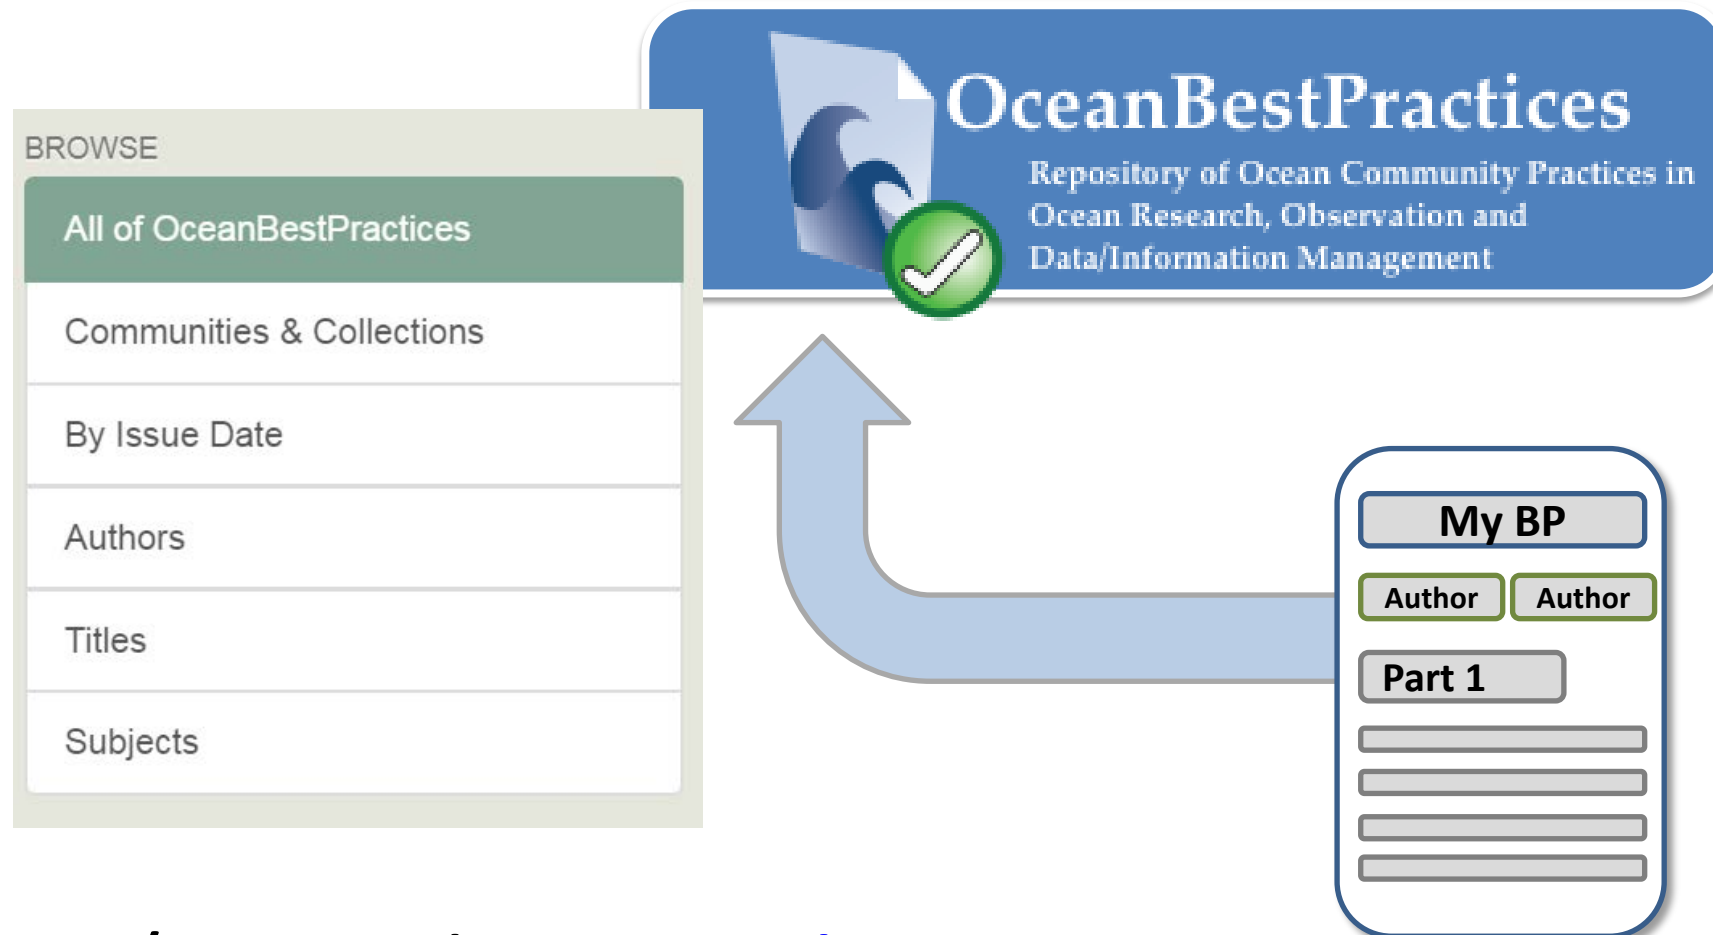 OceanBestPractices
Repository of Ocean Community Practices in
Ocean Research, Observation and
Data/Information Management
BROWSE
All of OceanBestPractices
Communities & Collections
By Issue Date
Authors
Titles
Subjects
My BP
Author Author
Part 1